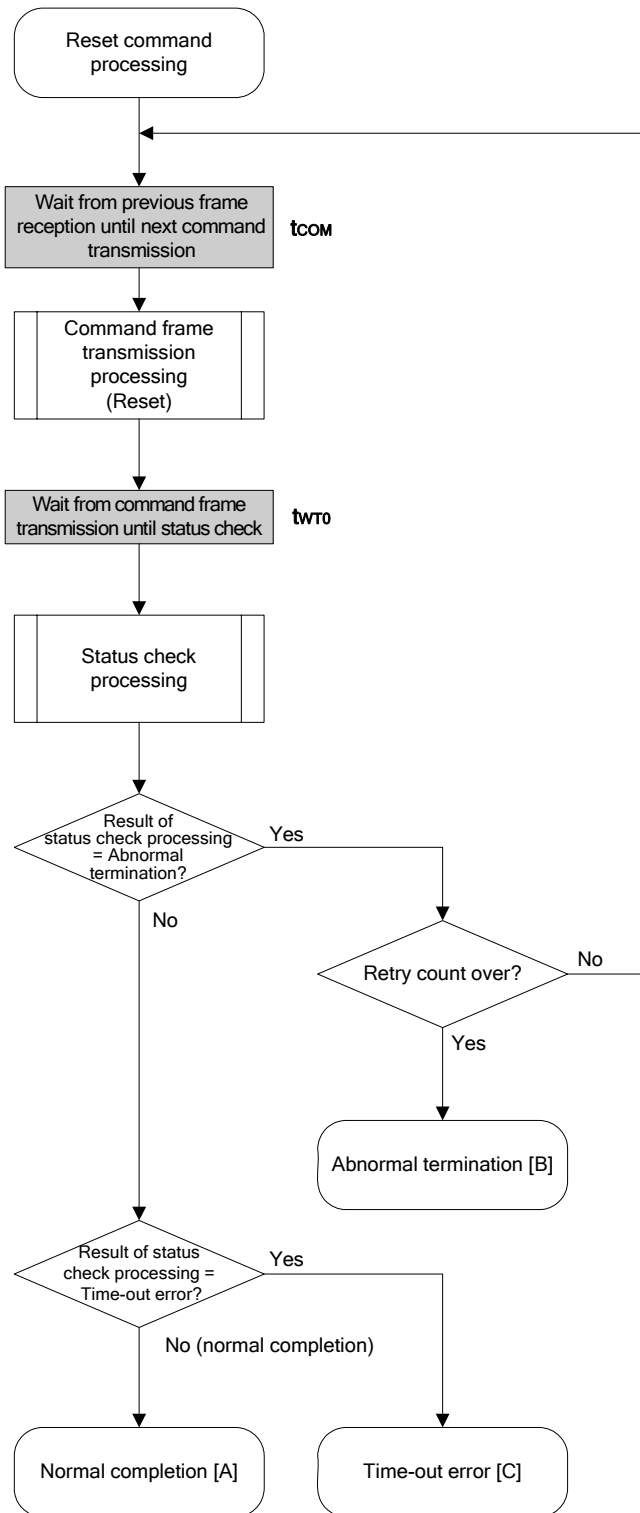 Reset command
processing
Wait from previous frame
reception until next command
transmission
tCOM
Command frame
transmission
processing
(Reset)
Wait from command frame
transmission until status check
tWT0
Status check
processing
Result of
status check processing
= Abnormal
termination?
Yes
No
Retry count over?
No
Yes
Abnormal termination [B]
Result of status
check processing =
Time-out error?
Yes
No (normal completion)
Normal completion [A]
Time-out error [C]